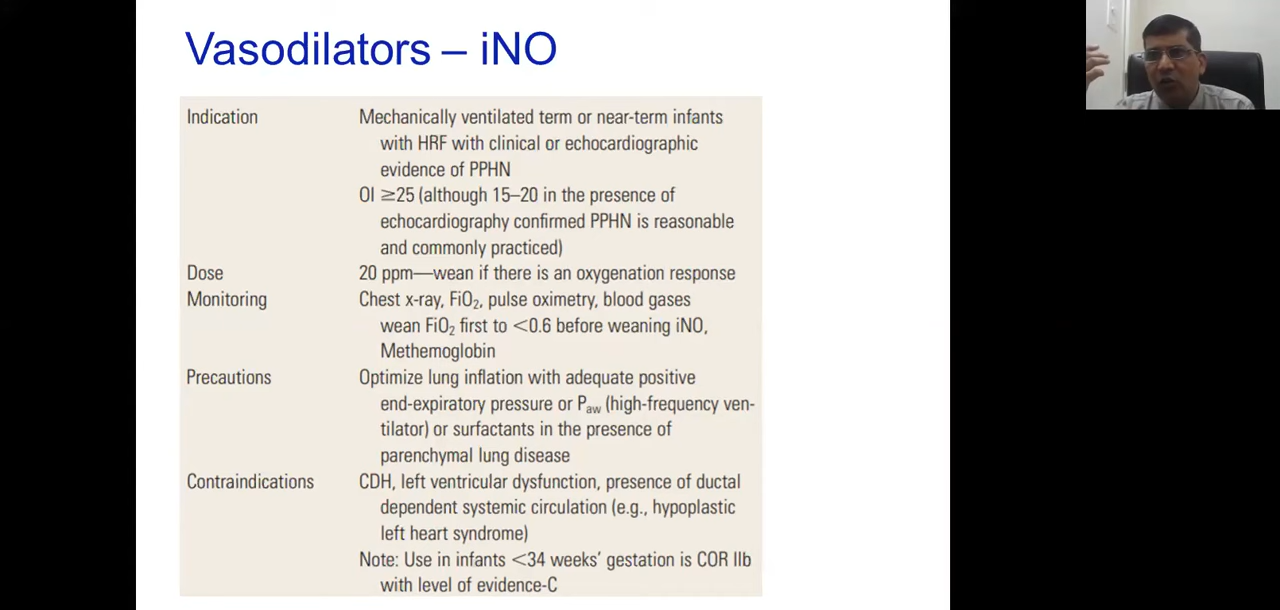 Vasodilators – iNO
Indication Mechanically ventilated term or near-term infants
with HRF with clinical or echocardiographic
evidence of PPHN
OI ≥25 (although 15–20 in the presence of
echocardiography confirmed PPHN is reasonable
and commonly practiced)
Dose 20 ppm—wean if there is an oxygenation response
Monitoring Chest x-ray, FiO₂, pulse oximetry, blood gases
wean FiO₂ first to <0.6 before weaning iNO,
Methemoglobin
Precautions Optimize lung inflation with adequate positive
end-expiratory pressure or Paw (high-frequency ven-
tilator) or surfactants in the presence of
parenchymal lung disease
Contraindications CDH, left ventricular dysfunction, presence of ductal
dependent systemic circulation (e.g., hypoplastic
left heart syndrome)
Note: Use in infants <34 weeks’ gestation is COR IIb
with level of evidence-C